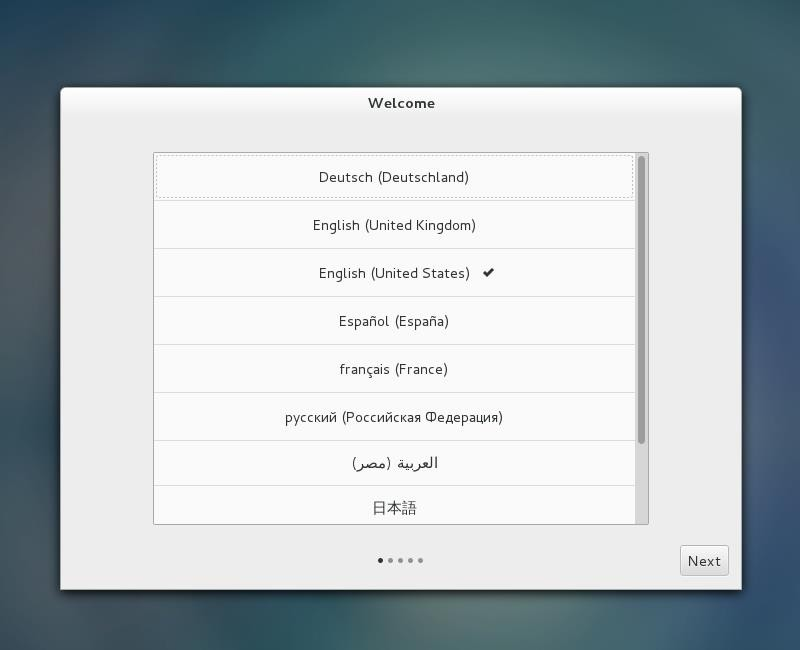 Welcome
Deutsch (Deutschland)
English (United Kingdom)
English (United States) ✔
Español (España)
français (France)
русский (Российская Федерация)
العربية (مصر)
日本語
Next